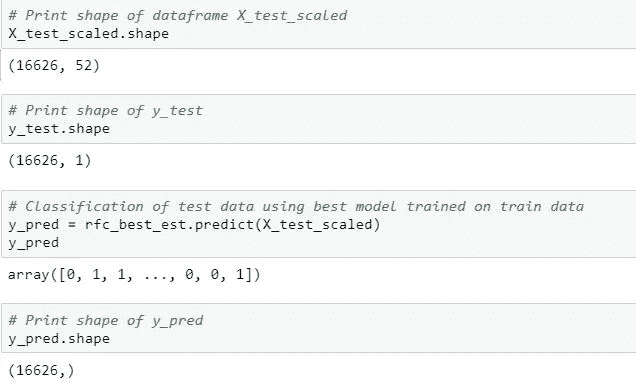 # Print shape of dataframe X_test_scaled
X_test_scaled.shape
(16626, 52)
# Print shape of y_test
y_test.shape
(16626, 1)
# Classification of test data using best model trained on train data
y_pred = rfc_best_est.predict(X_test_scaled)
y_pred
array([0, 1, 1, ..., 0, 0, 1])
# Print shape of y_pred
y_pred.shape
(16626,)